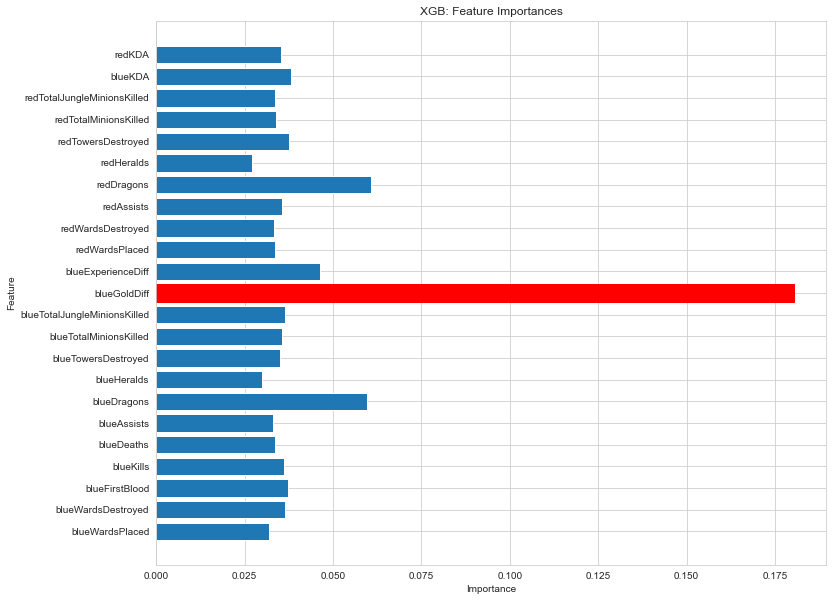 XGB: Feature Importances
redKDA
blueKDA
redTotalJungleMinionsKilled
redTotalMinionsKilled
redTowersDestroyed
redHeralds
redDragons
redAssists
redWardsDestroyed
redWardsPlaced
blueExperienceDiff
blueGoldDiff
blueTotalJungleMinionsKilled
blueTotalMinionsKilled
blueTowersDestroyed
blueHeralds
blueDragons
blueAssists
blueDeaths
blueKills
blueFirstBlood
blueWardsDestroyed
blueWardsPlaced
Feature
0.000 0.025 0.050 0.075 0.100 0.125 0.150 0.175
Importance